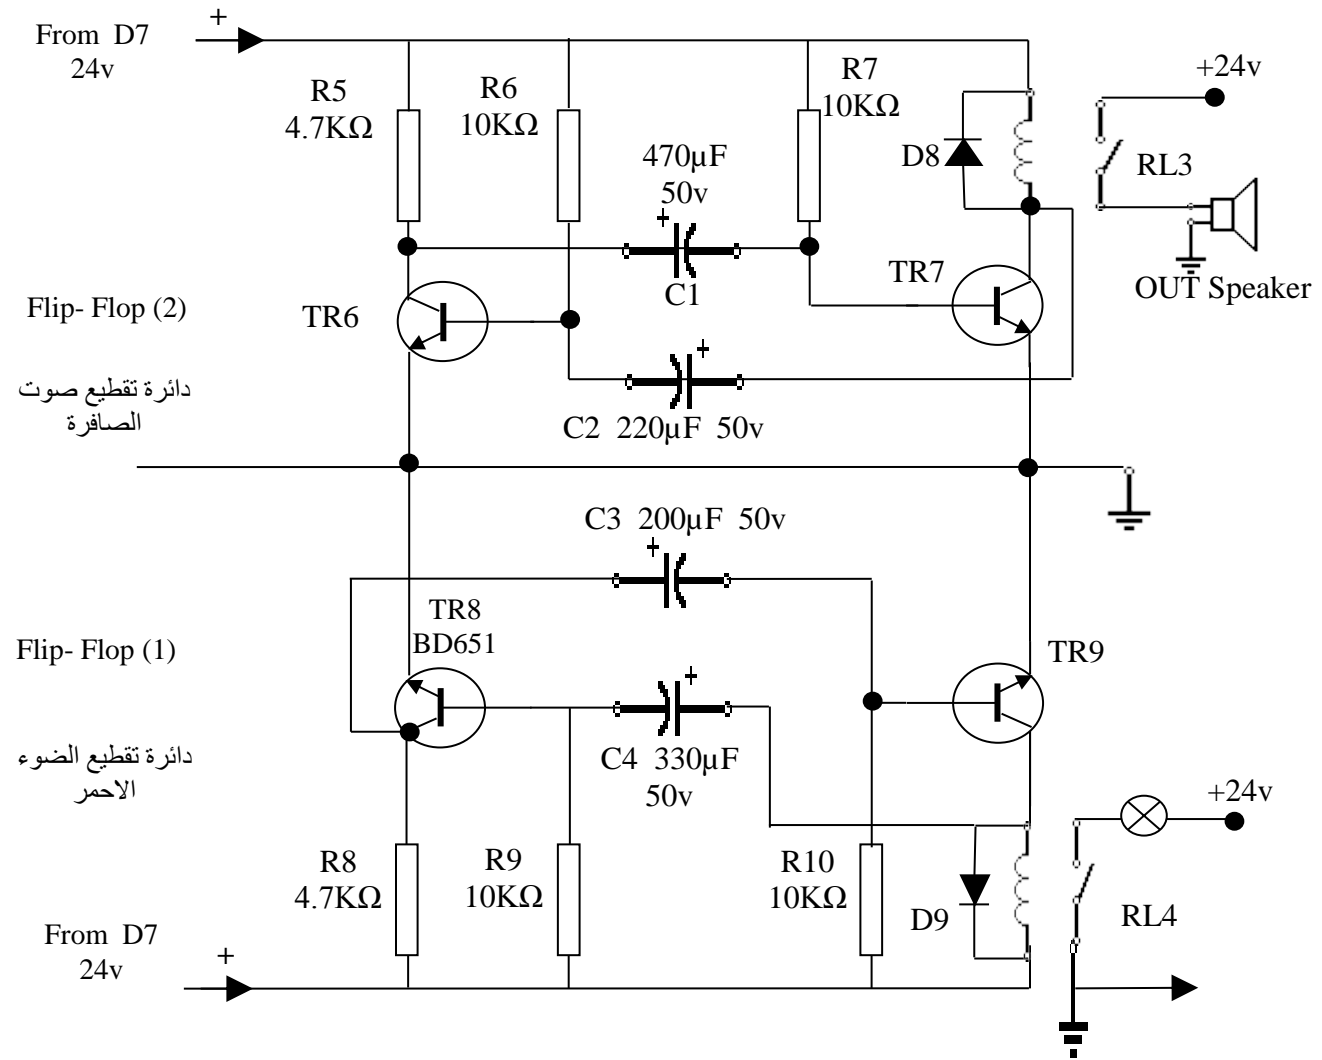 From D7
24v
+
R5
4.7KΩ
R6
10KΩ
R7
10KΩ
470µF
50v
+
C1
D8
+24v
RL3
OUT Speaker
TR6
TR7
Flip- Flop (2)
دائرة تقطيع صوت
الصافرة
+
C2 220µF 50v
C3 200µF 50v
+
TR8
BD651
Flip- Flop (1)
TR9
+
C4 330µF
50v
دائرة تقطيع الضوء
الاحمر
+24v
R8
4.7KΩ
R9
10KΩ
R10
10KΩ
D9
RL4
From D7
24v
+